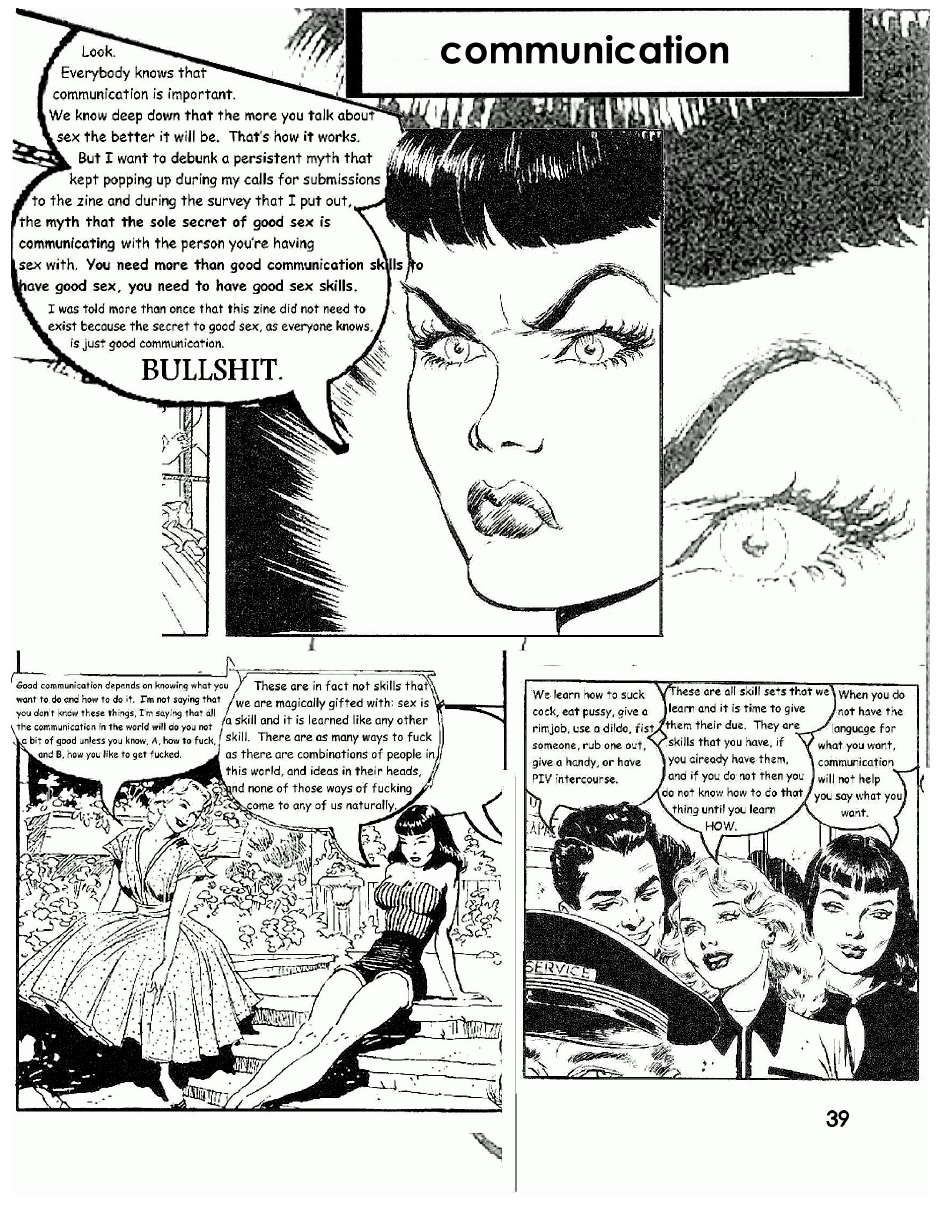 communication
Look.
Everybody knows that
communication is important.
We know deep down that the more you talk about
sex the better it will be. That's how it works.
But I want to debunk a persistent myth that
kept popping up during my calls for submissions
to the zine and during the survey that I put out,
the myth that the sole secret of good sex is
communicating with the person you're having
sex with. You need more than good communication skills to
have good sex, you need to have good sex skills.
I was told more than once that this zine did not need to
exist because the secret to good sex, as everyone knows,
is just good communication.
BULLSHIT.
Good communication depends on knowing what you
want to do and how to do it. I'm not saying that
you don't know these things, I'm saying that all
the communication in the world will do you not
a bit of good unless you know, A, how to fuck,
and B, how you like to get fucked.
These are in fact not skills that
we are magically gifted with: sex is
a skill and it is learned like any other
skill. There are as many ways to fuck
as there are combinations of people in
this world, and ideas in their heads,
and none of those ways of fucking
come to any of us naturally.
We learn how to suck
cock, eat pussy, give a
rimjob, use a dildo, fist
someone, rub one out,
give a handy, or have
PIV intercourse.
These are all skill sets that we
learn and it is time to give
them their due. They are
skills that you have, if
you already have them,
and if you do not then you
do not know how to do that
thing until you learn
HOW.
When you do
not have the
language for
what you want,
communication
will not help
you say what you
want.
SERVICE
39